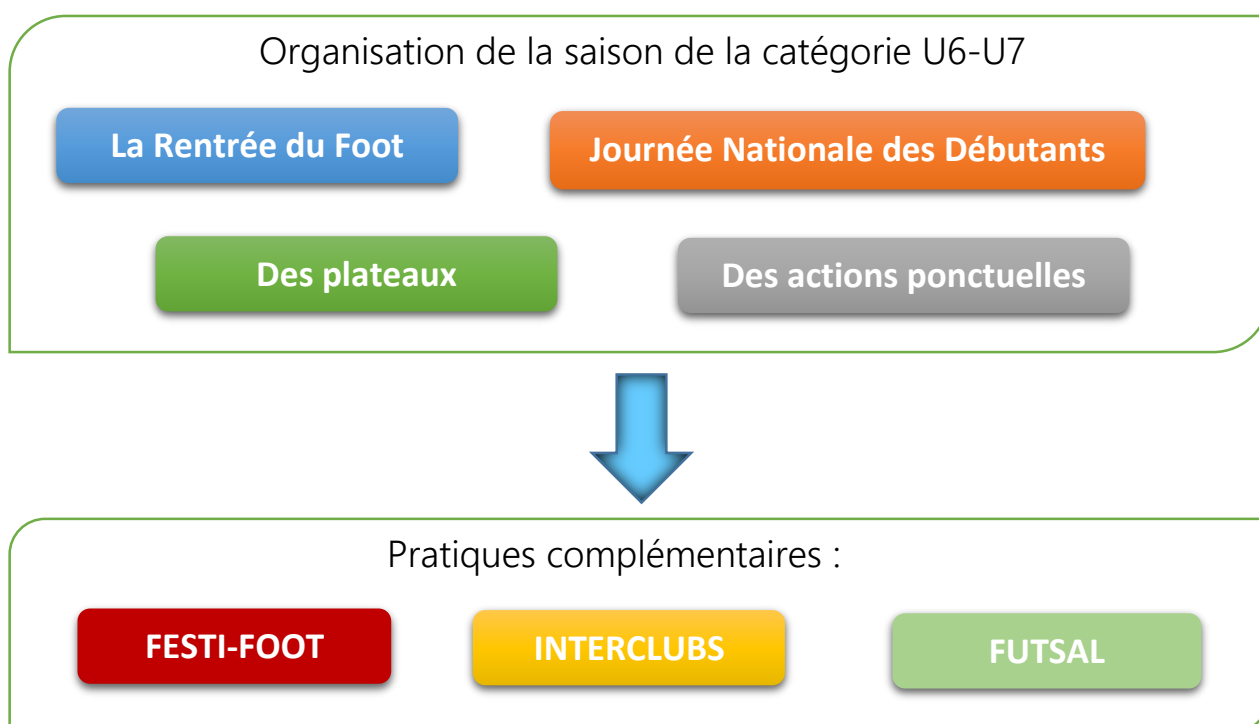 Organisation de la saison de la catégorie U6-U7
La Rentrée du Foot
Journée Nationale des Débutants
Des plateaux
Des actions ponctuelles
Pratiques complémentaires :
FESTI-FOOT
INTERCLUBS
FUTSAL